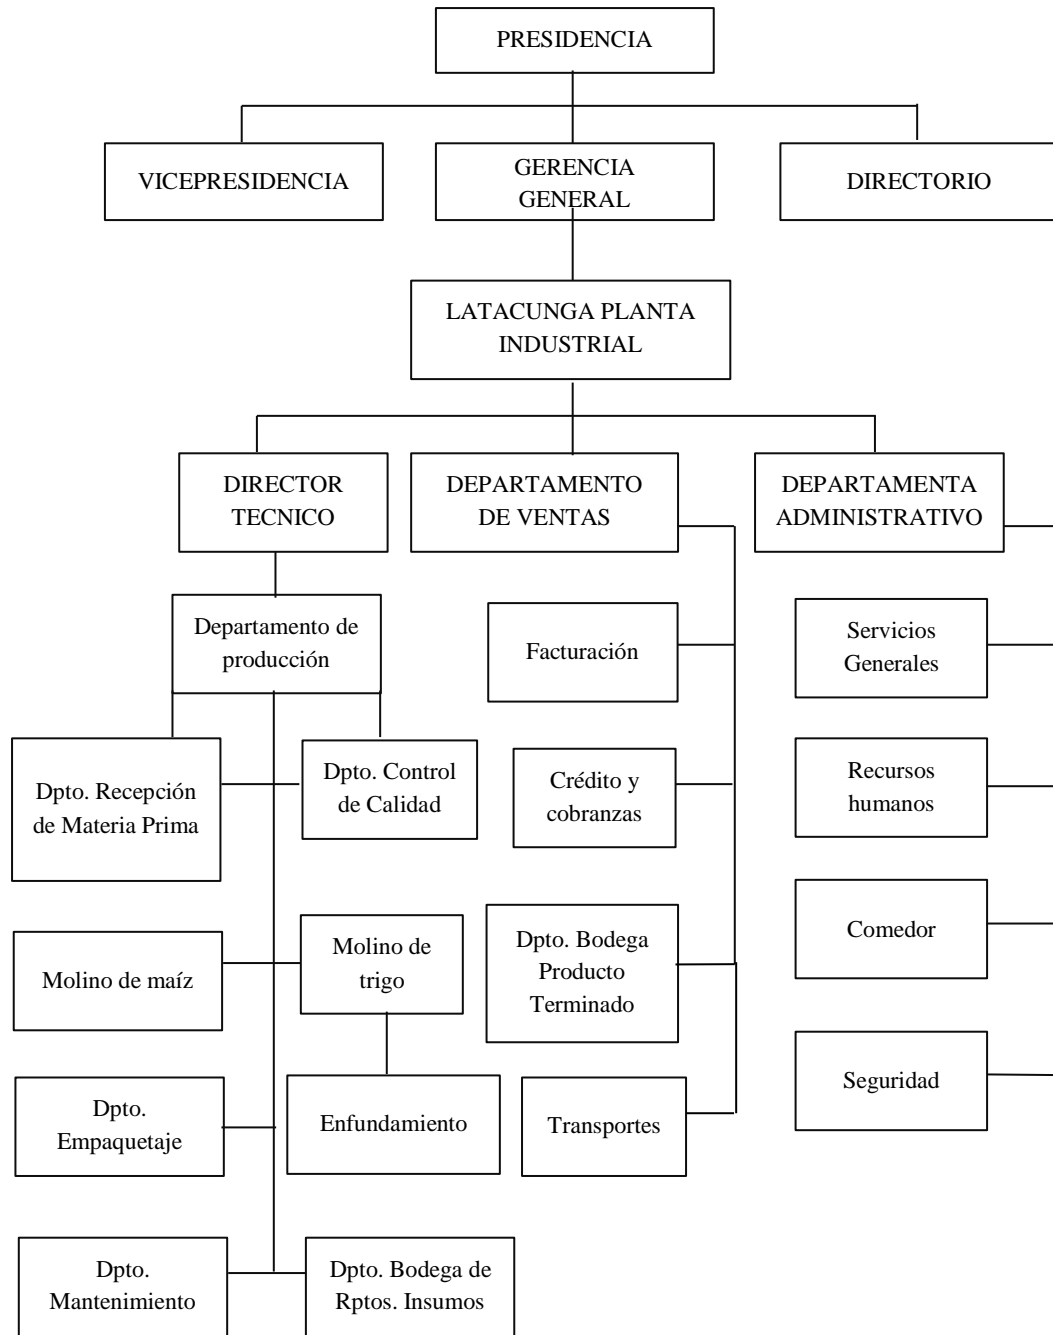 PRESIDENCIA
VICEPRESIDENCIA
GERENCIA
GENERAL
DIRECTORIO
LATACUNGA PLANTA
INDUSTRIAL
DIRECTOR
TECNICO
DEPARTAMENTO
DE VENTAS
DEPARTAMENTA
ADMINISTRATIVO
Departamento de
producción
Facturación
Servicios
Generales
Dpto. Recepción
de Materia Prima
Dpto. Control
de Calidad
Crédito y
cobranzas
Recursos
humanos
Molino de maíz
Molino de
trigo
Dpto. Bodega
Producto
Terminado
Comedor
Dpto.
Empaquetaje
Enfundamiento
Transportes
Seguridad
Dpto.
Mantenimiento
Dpto. Bodega de
Rptos. Insumos